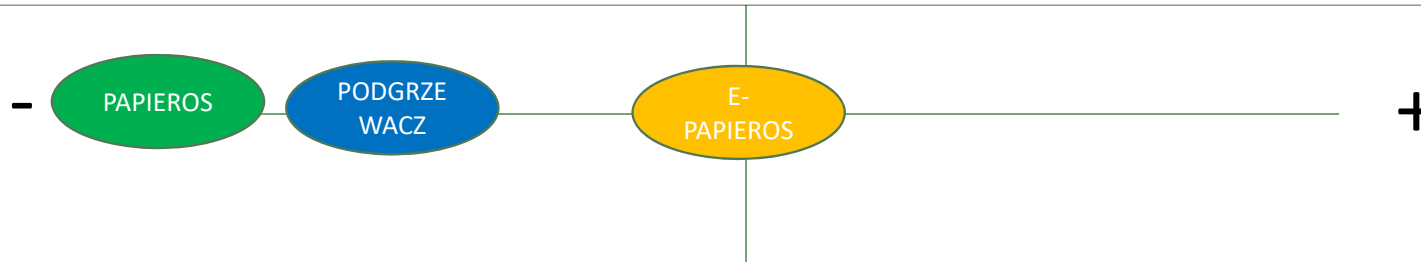 -
PAPIEROS
PODGRZE
WACZ
E-
PAPIEROS
+